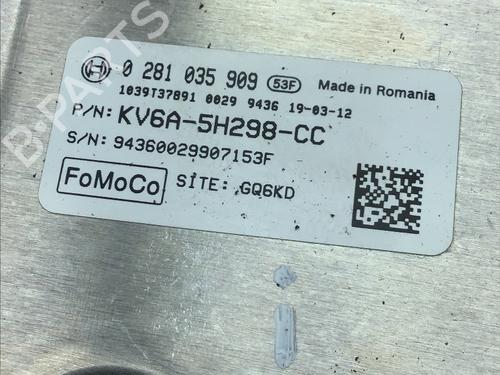 0 281 035 909 53F Made in Romania
1039T37891 0029 9436 19-03-12
P/N: KV6A-5H298-CC
S/N: 94360029907153F
FoMoCo SITE: GQ6KD
B-PARTS